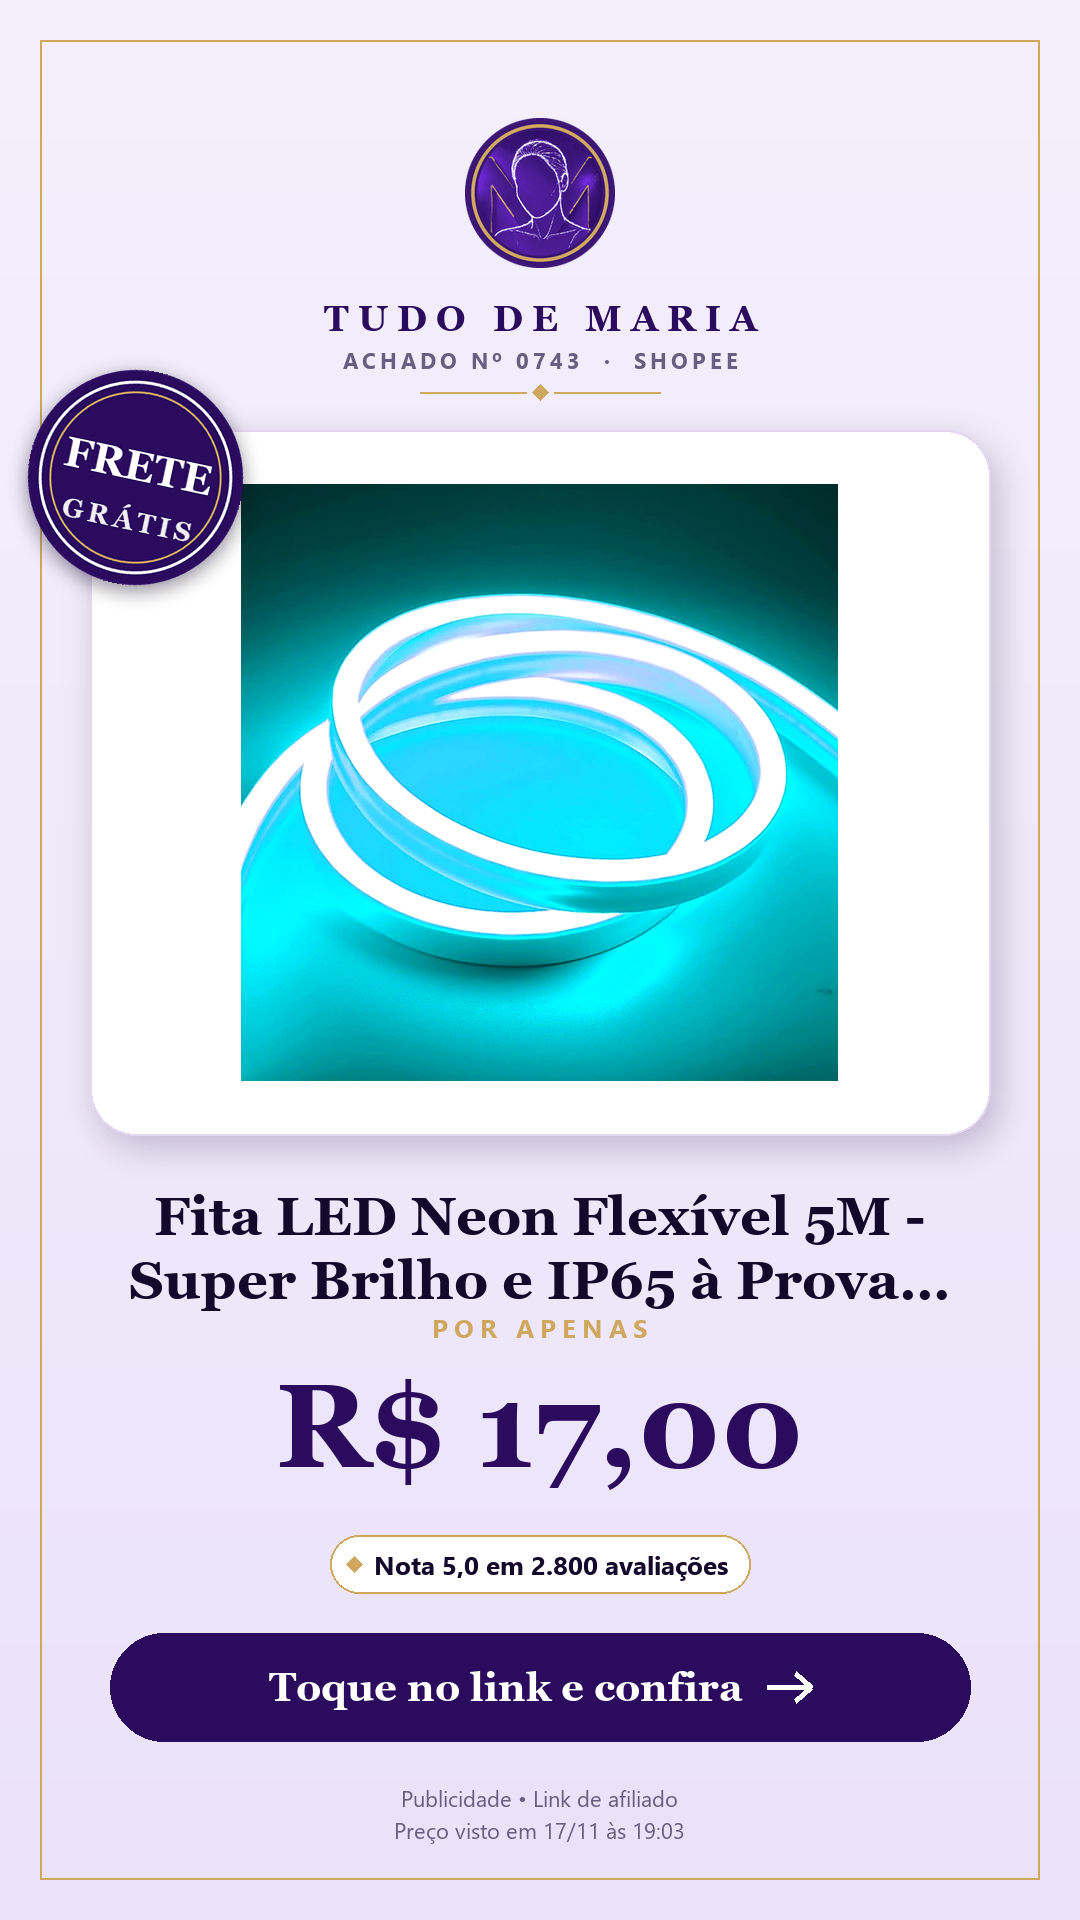 TUDO DE MARIA
ACHADO Nº 0743 · SHOPEE
FRETE
GRÁTIS
Fita LED Neon Flexível 5M -
Super Brilho e IP65 à Prova...
POR APENAS
R$ 17,00
Nota 5,0 em 2.800 avaliações
Toque no link e confira →
Publicidade • Link de afiliado
Preço visto em 17/11 às 19:03